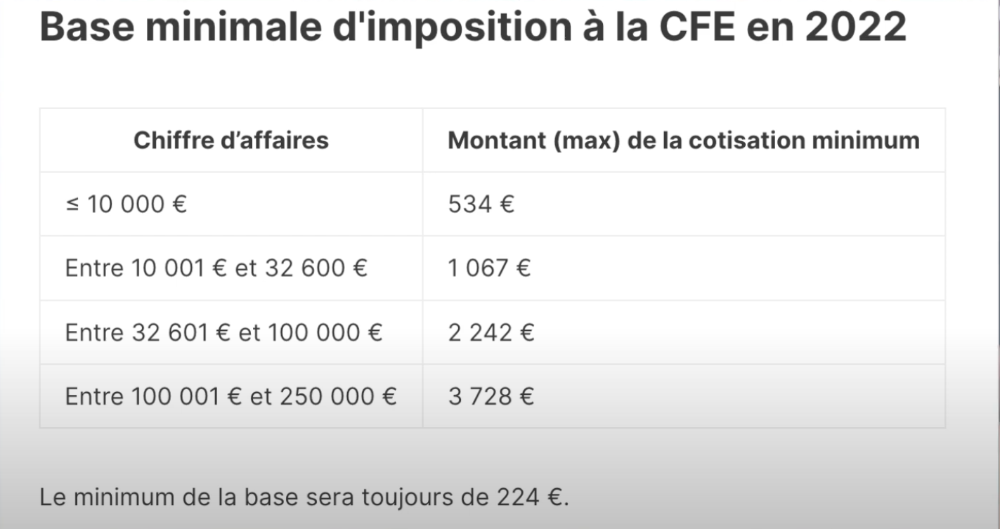 Base minimale d'imposition à la CFE en 2022
Chiffre d’affaires Montant (max) de la cotisation minimum
≤ 10 000 € 534 €
Entre 10 001 € et 32 600 € 1 067 €
Entre 32 601 € et 100 000 € 2 242 €
Entre 100 001 € et 250 000 € 3 728 €
Le minimum de la base sera toujours de 224 €.